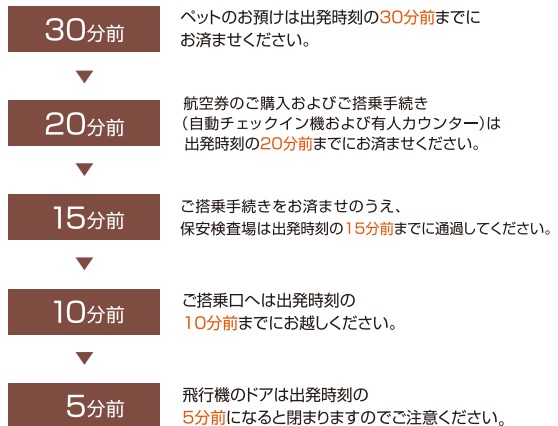 30分前
ペットのお預けは出発時刻の30分前までに
お済ませください。
20分前
航空券のご購入およびご搭乗手続き
（自動チェックイン機および有人カウンター）は
出発時刻の20分前までにお済ませください。
15分前
ご搭乗手続きをお済ませのうえ、
保安検査場は出発時刻の15分前までに通過してください。
10分前
ご搭乗口へは出発時刻の
10分前までにお越しください。
5分前
飛行機のドアは出発時刻の
5分前になると閉まりますのでご注意ください。